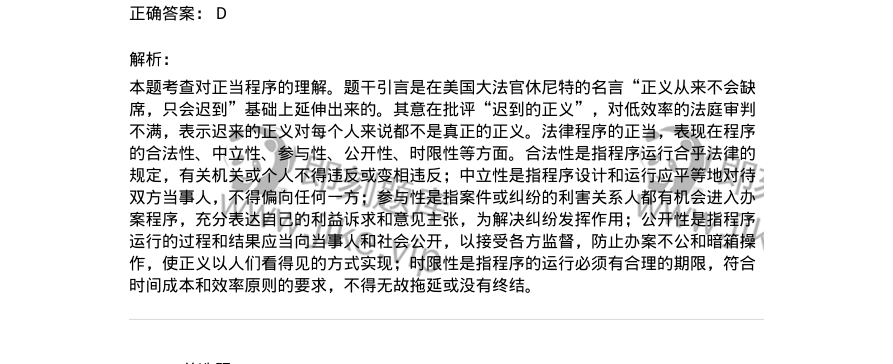 正确答案： D
解析：
本题考查对正当程序的理解。题干引言是在美国大法官休尼特的名言“正义从来不会缺
席，只会迟到”基础上延伸出来的。其意在批评“迟到的正义”，对低效率的法庭审判
不满，表示迟来的正义对每个人来说都不是真正的正义。法律程序的正当，表现在程序
的合法性、中立性、参与性、公开性、时限性等方面。合法性是指程序运行合乎法律的
规定，有关机关或个人不得违反或变相违反；中立性是指程序设计和运行应平等地对待
双方当事人，不得偏向任何一方；参与性是指案件或纠纷的利害关系人都有机会进入办
案程序，充分表达自己的利益诉求和意见主张，为解决纠纷发挥作用；公开性是指程序
运行的过程和结果应当向当事人和社会公开，以接受各方监督，防止办案不公和暗箱操
作，使正义以人们看得见的方式实现；时限性是指程序的运行必须有合理的期限，符合
时间成本和效率原则的要求，不得无故拖延或没有终结。